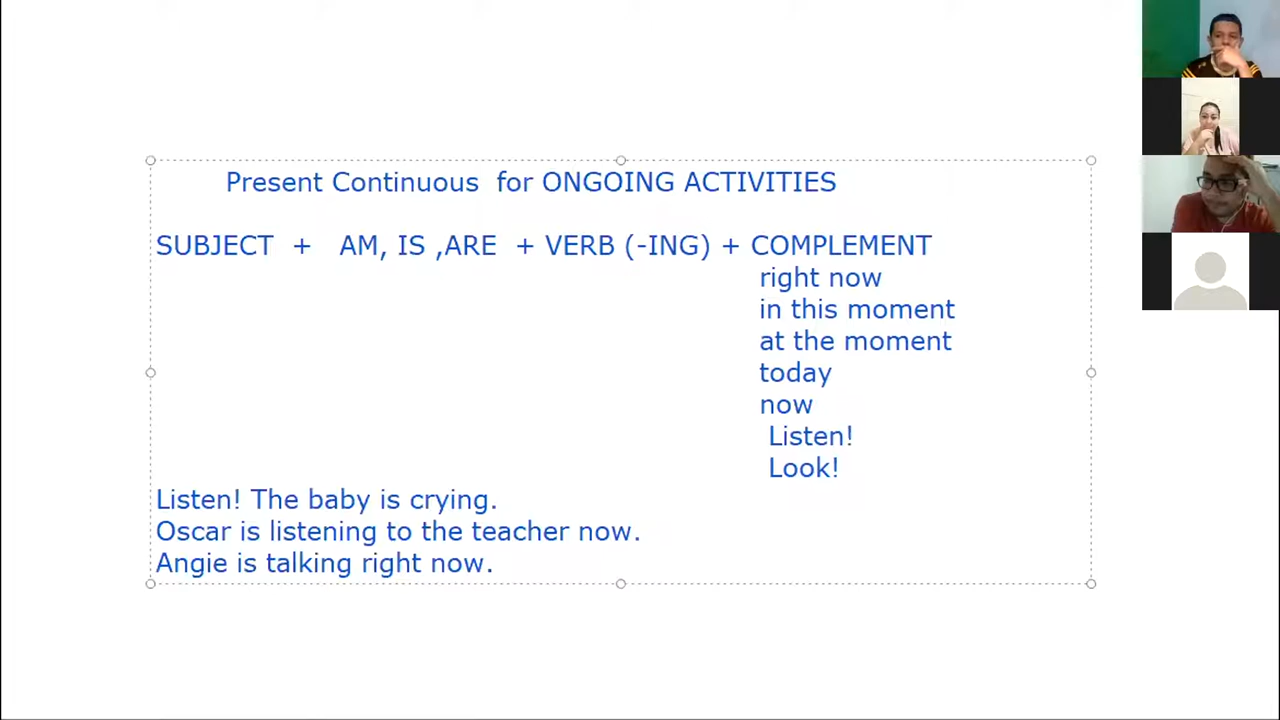 Present Continuous for ONGOING ACTIVITIES
SUBJECT + AM, IS ,ARE + VERB (-ING) + COMPLEMENT
right now
in this moment
at the moment
today
now
Listen!
Look!
Listen! The baby is crying.
Oscar is listening to the teacher now.
Angie is talking right now.